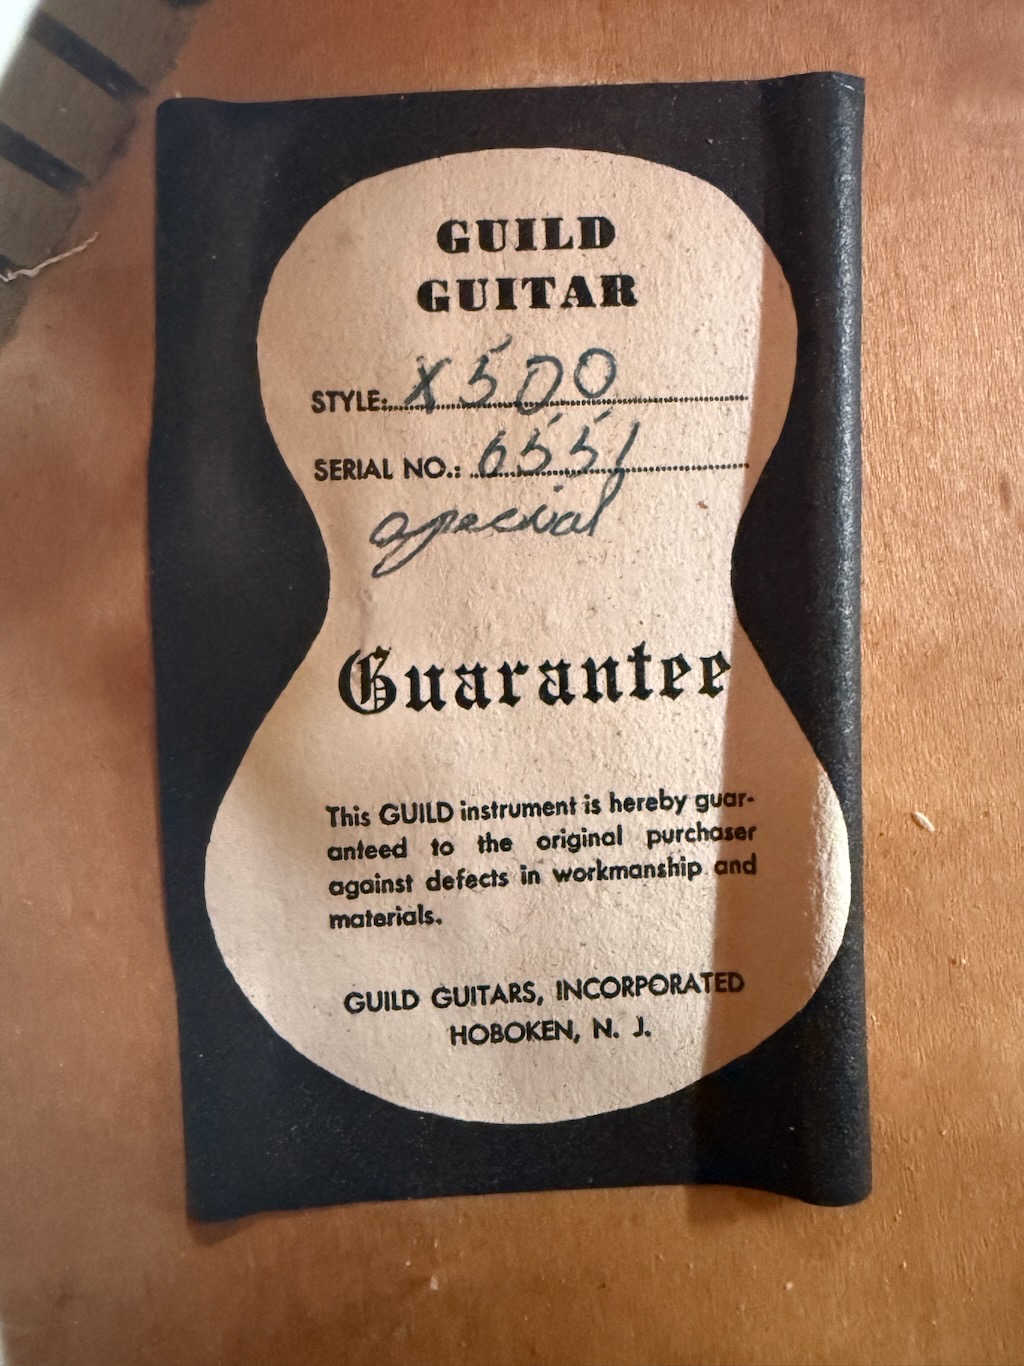 GUILD
GUITAR
STYLE: X500
SERIAL NO.: 6551
special
Guarantee
This GUILD instrument is hereby guar-
anteed to the original purchaser
against defects in workmanship and
materials.
GUILD GUITARS, INCORPORATED
HOBOKEN, N. J.